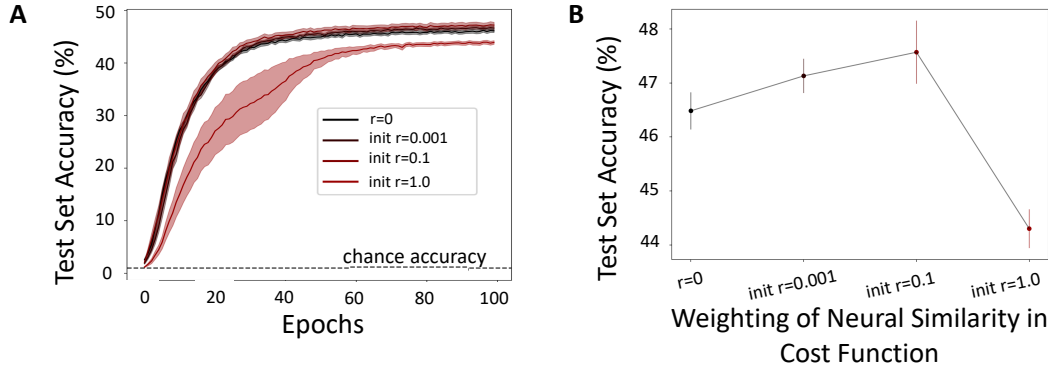 A
Test Set Accuracy (%)
50
40
30
20
10
0
r=0
init r=0.001
init r=0.1
init r=1.0
chance accuracy
0
20
40
60
80
100
Epochs
B
Test Set Accuracy (%)
48
47
46
45
44
r=0
init r=0.001
init r=0.1
init r=1.0
Weighting of Neural Similarity in
Cost Function